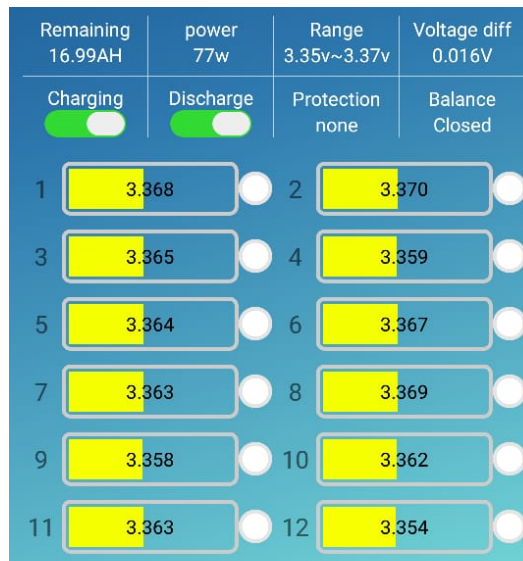 Remaining power Range Voltage diff
16.99AH 77w 3.35v~3.37v 0.016V
Charging Discharge Protection Balance
none Closed
1 3.368 2 3.370
3 3.365 4 3.359
5 3.364 6 3.367
7 3.363 8 3.369
9 3.358 10 3.362
11 3.363 12 3.354